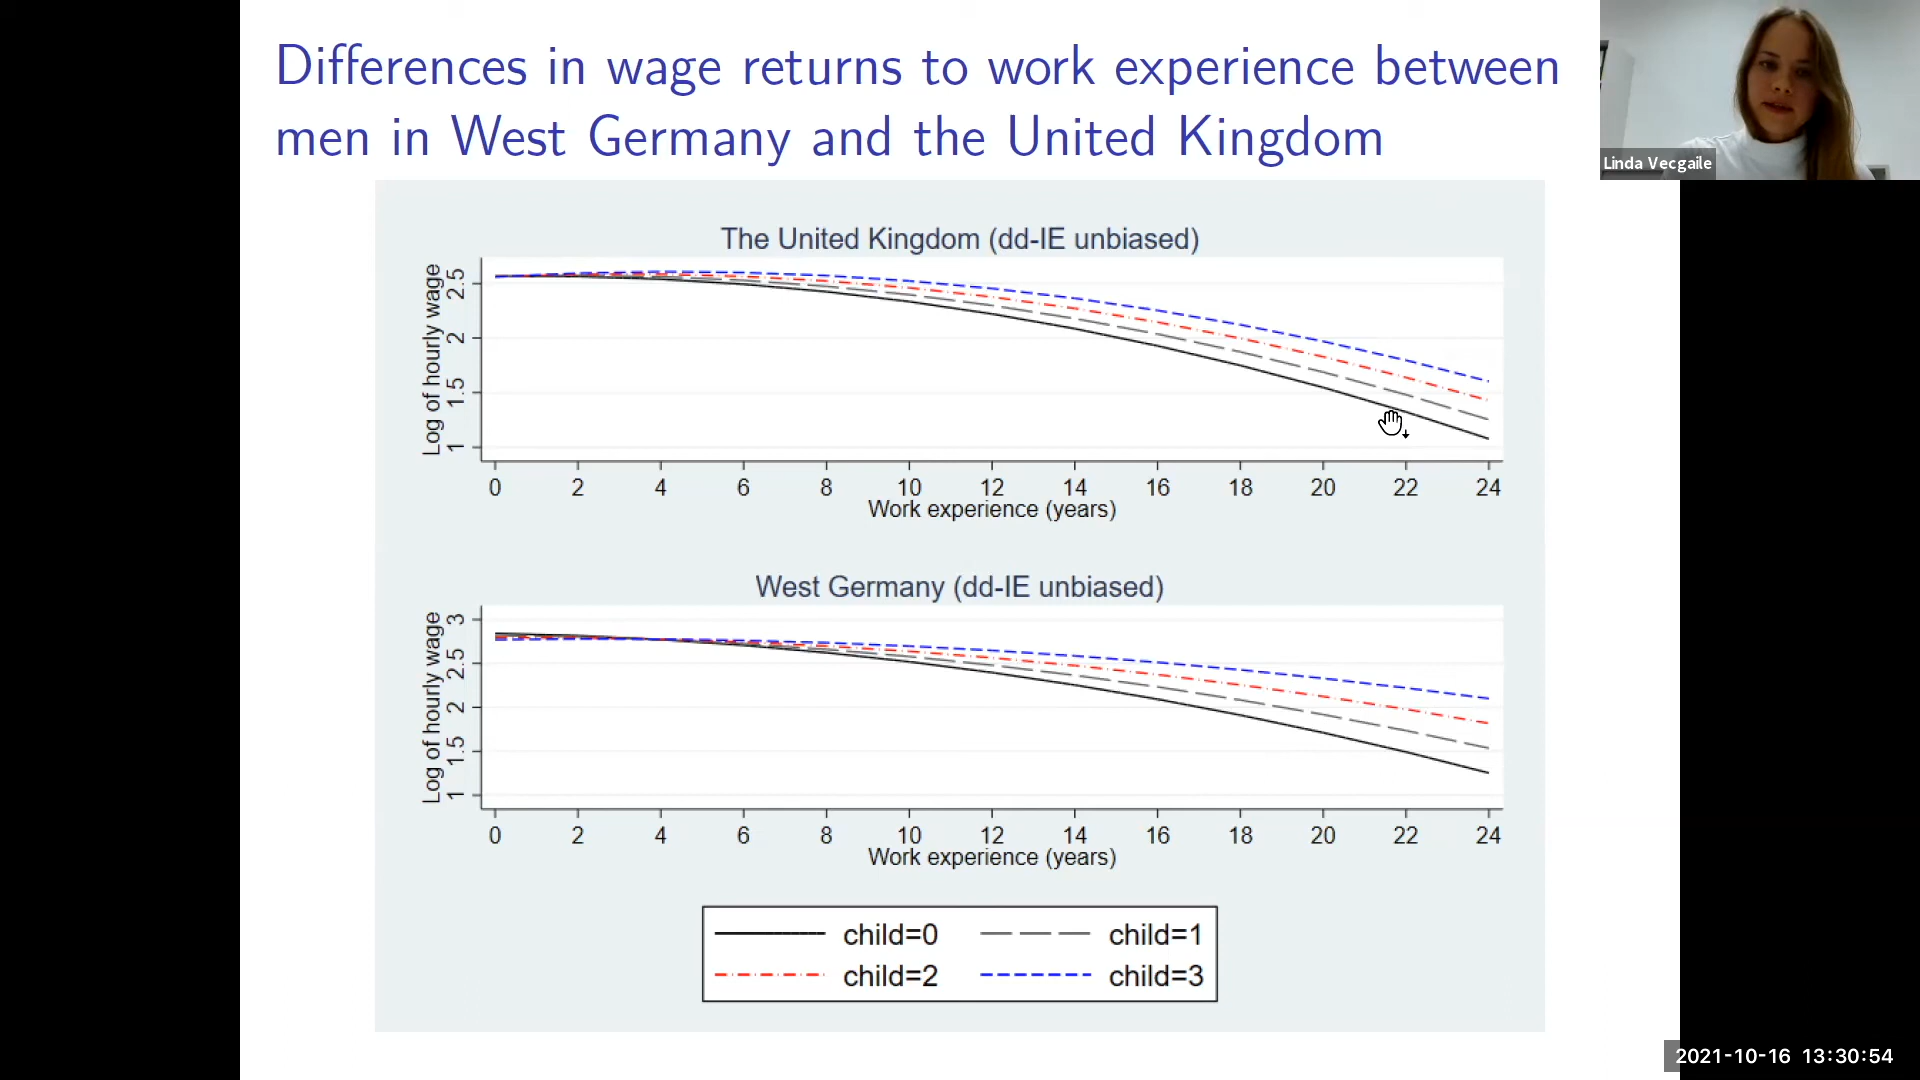 Differences in wage returns to work experience between
men in West Germany and the United Kingdom
Linda Vecgaile
The United Kingdom (dd-IE unbiased)
Log of hourly wage
2.5
2
1.5
1
0 2 4 6 8 10 12 14 16 18 20 22 24
Work experience (years)
West Germany (dd-IE unbiased)
Log of hourly wage
3
2.5
2
1.5
1
0 2 4 6 8 10 12 14 16 18 20 22 24
Work experience (years)
child=0 child=1
child=2 child=3
2021-10-16 13:30:54